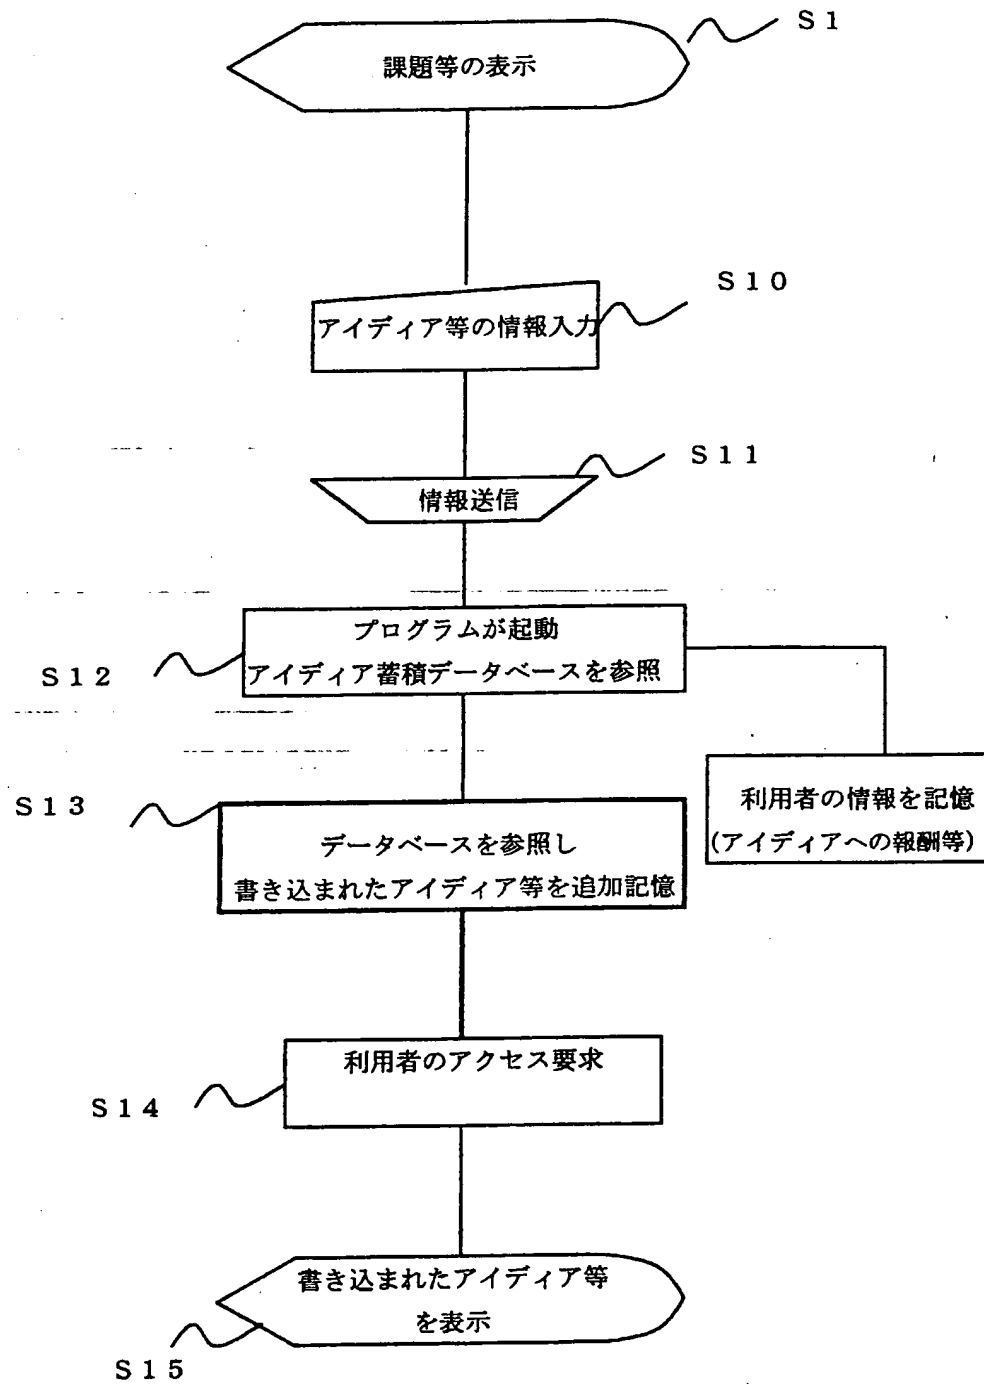 S1
課題等の表示
S10
アイディア等の情報入力
S11
情報送信
プログラムが起動
S12
アイディア蓄積データベースを参照
利用者の情報を記憶
(アイディアへの報酬等)
S13
データベースを参照し
書き込まれたアイディア等を追加記憶
利用者のアクセス要求
S14
書き込まれたアイディア等
を表示
S15